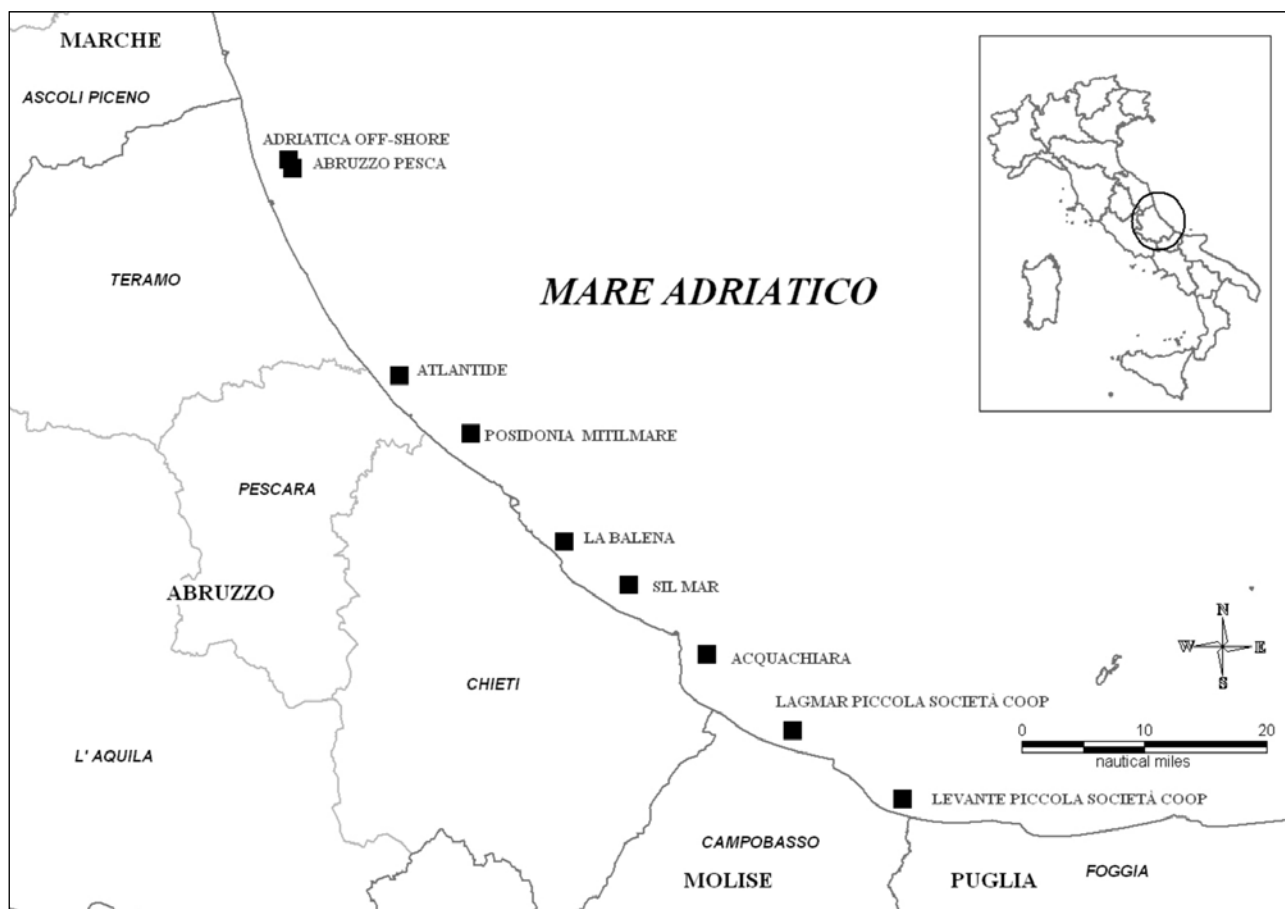 MARCHE
ASCOLI PICENO
ADRIATICA OFF-SHORE
ABRUZZO PESCA
TERAMO
MARE ADRIATICO
ATLANTIDE
POSIDONIA MITILMARE
PESCARA
LA BALENA
ABRUZZO
SIL MAR
N
W E
S
ACQUACHIARA
CHIETI
LAGMAR PICCOLA SOCIETÀ COOP
0 10 20
nautical miles
L' AQUILA
LEVANTE PICCOLA SOCIETÀ COOP
CAMPOBASSO
MOLISE
PUGLIA
FOGGIA